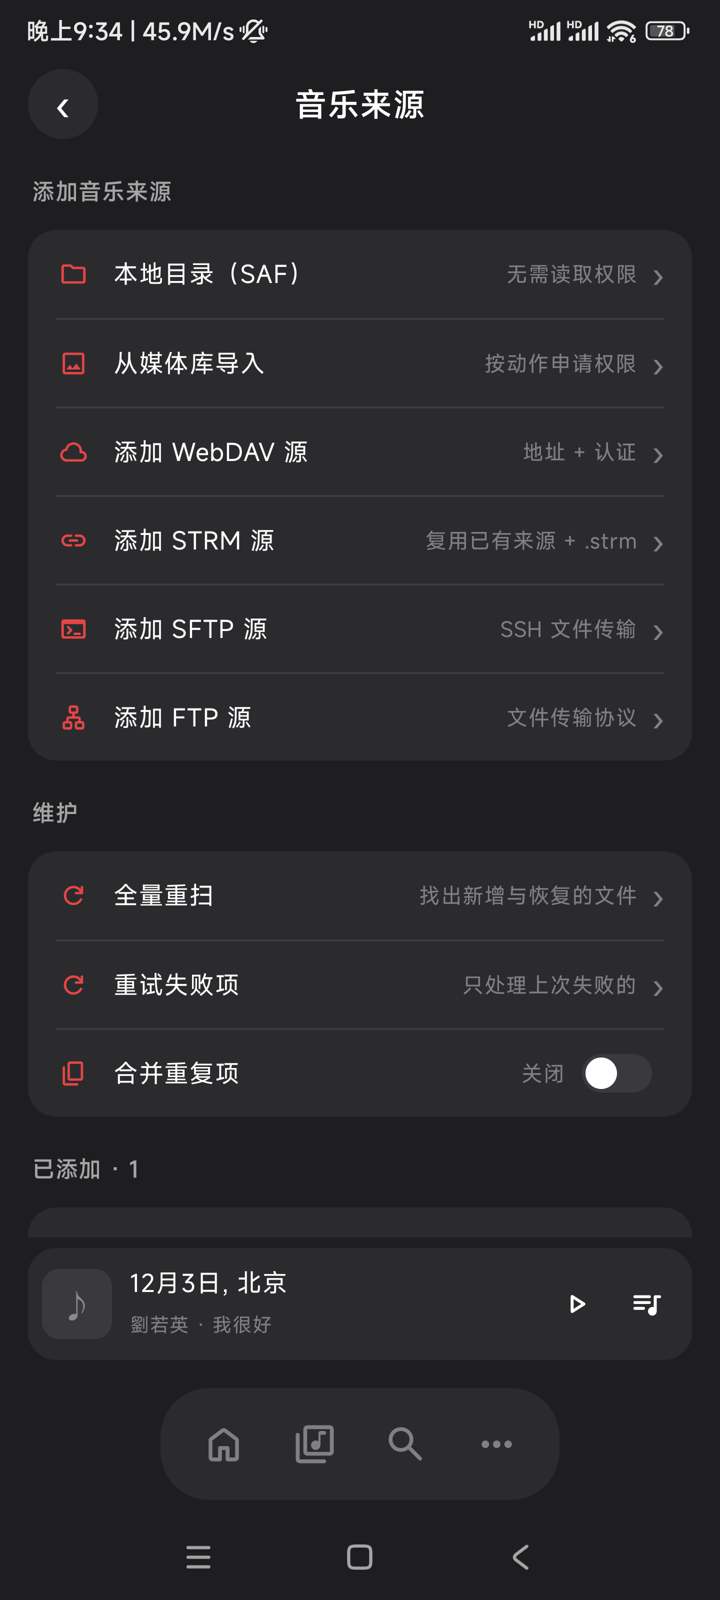 晚上9:34 | 45.9M/s
HD HD 6 78
音乐来源
添加音乐来源
本地目录（SAF） 无需读取权限
从媒体库导入 按动作申请权限
添加 WebDAV 源 地址 + 认证
添加 STRM 源 复用已有来源 + .strm
添加 SFTP 源 SSH 文件传输
添加 FTP 源 文件传输协议
维护
全量重扫 找出新增与恢复的文件
重试失败项 只处理上次失败的
合并重复项 关闭
已添加 · 1
12月3日, 北京
劉若英 · 我很好